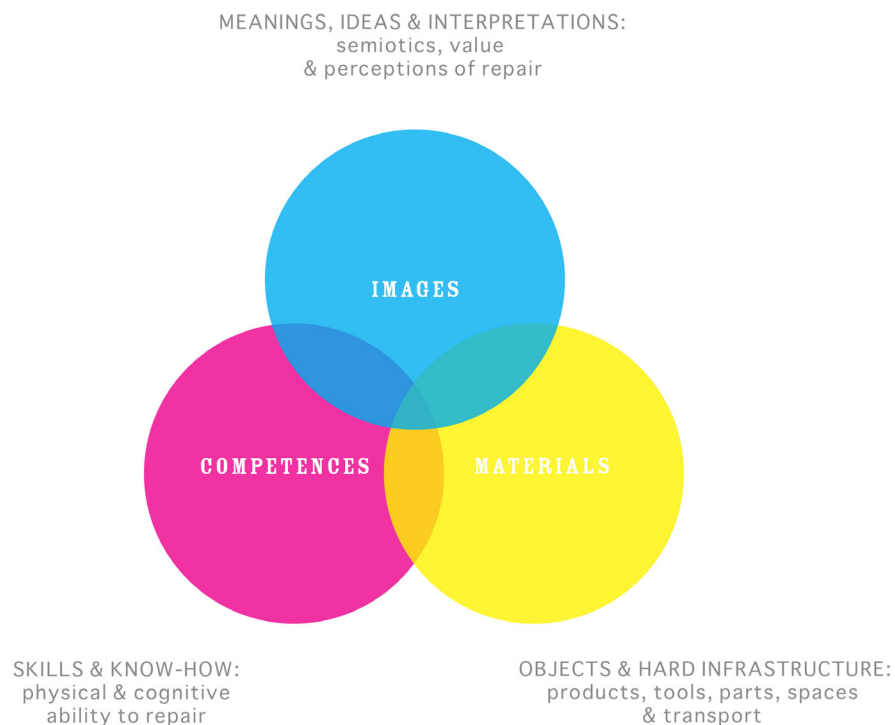 MEANINGS, IDEAS & INTERPRETATIONS:
semiotics, value
& perceptions of repair
IMAGES
COMPETENCES
MATERIALS
SKILLS & KNOW-HOW:
physical & cognitive
ability to repair
OBJECTS & HARD INFRASTRUCTURE:
products, tools, parts, spaces
& transport